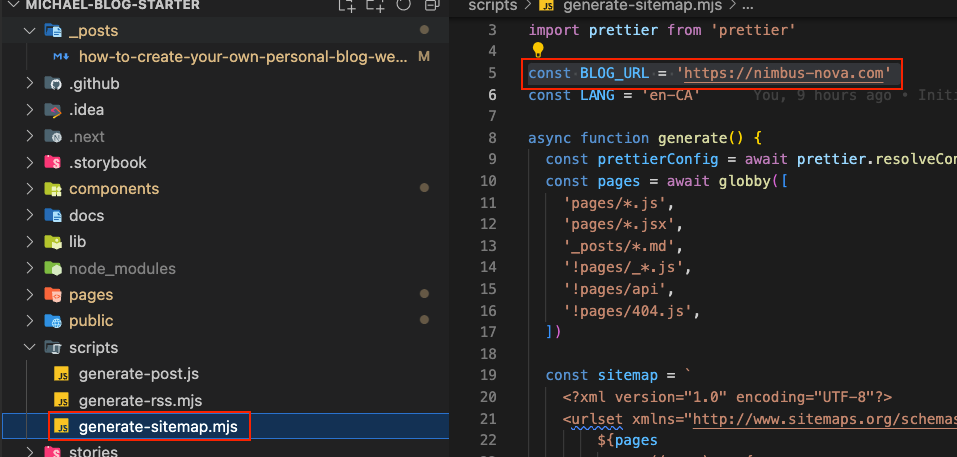 MICHAEL-BLOG-STARTER
_posts
how-to-create-your-own-personal-blog-we... M
.github
.idea
.next
.storybook
components
docs
lib
node_modules
pages
public
scripts
generate-post.js
generate-rss.mjs
generate-sitemap.mjs
stories
scripts > JS generate-sitemap.mjs > ...
3 import prettier from 'prettier'
4
5 const BLOG_URL = 'https://nimbus-nova.com'
6 const LANG = 'en-CA' You, 9 hours ago • Initi
7
8 async function generate() {
9 const prettierConfig = await prettier.resolveCon
10 const pages = await globby([
11 'pages/*.js',
12 'pages/*.jsx',
13 '_posts/*.md',
14 '!pages/_*.js',
15 '!pages/api',
16 '!pages/404.js',
17 ])
18
19 const sitemap = `
20 <?xml version="1.0" encoding="UTF-8"?>
21 <urlset xmlns="http://www.sitemaps.org/schemas
22 ${pages